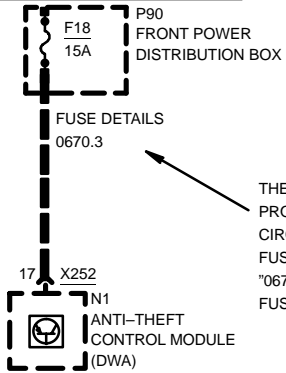 P90
FRONT POWER
DISTRIBUTION BOX
F18
15A
FUSE DETAILS
0670.3
THE
PRO
CIRC
FUS
"067
FUS
17 X252
N1
ANTI–THEFT
CONTROL MODULE
(DWA)